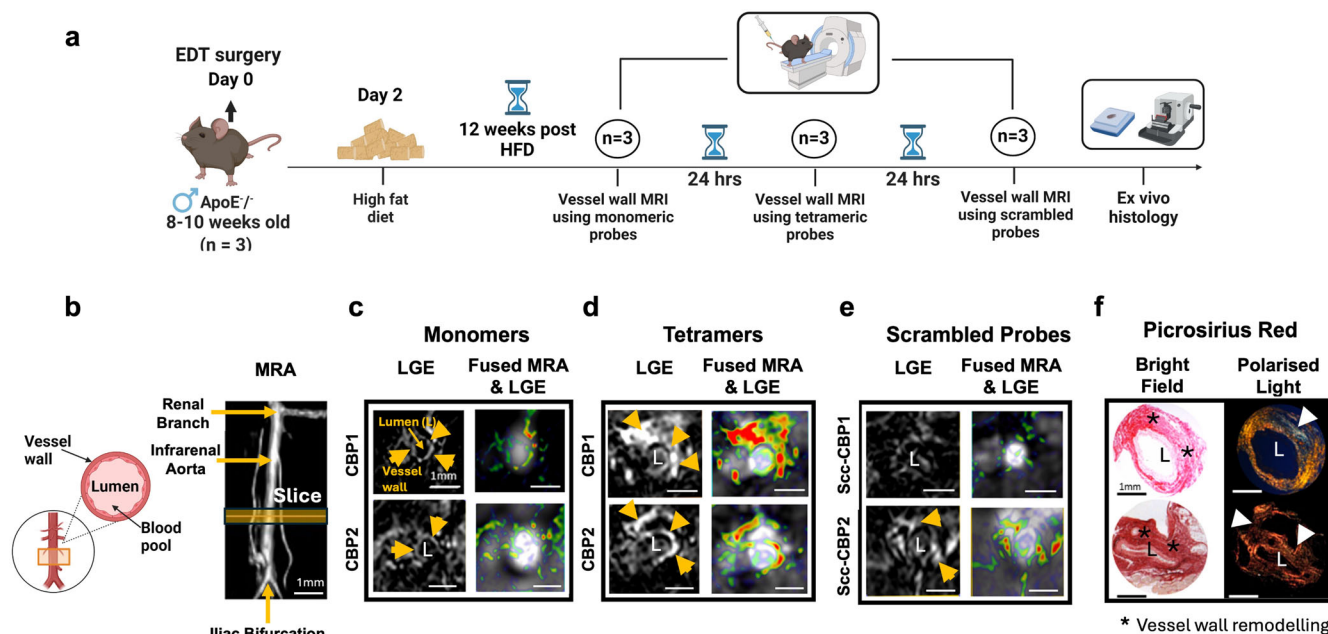 a
EDT surgery
Day 0
ApoE-/-
8-10 weeks old
(n = 3)
Day 2
High fat
diet
12 weeks post
HFD
n=3
Vessel wall MRI
using monomeric
probes
24 hrs
n=3
Vessel wall MRI
using tetrameric
probes
24 hrs
n=3
Vessel wall MRI
using scrambled
probes
Ex vivo
histology
b
MRA
Vessel
wall
Lumen
Blood
pool
Renal
Branch
Infrarenal
Aorta
Slice
1mm
Iliac Bifurcation
c
Monomers
LGE
Fused MRA
& LGE
CBP1
Lumen (L)
Vessel
wall
1mm
CBP2
L
d
Tetramers
LGE
Fused MRA
& LGE
CBP1
L
CBP2
L
e
Scrambled Probes
LGE
Fused MRA
& LGE
Scc-CBP1
L
Scc-CBP2
L
f
Picrosirius Red
Bright
Field
Polarised
Light
* *
L
1mm
L
* *
L
L
* Vessel wall remodelling